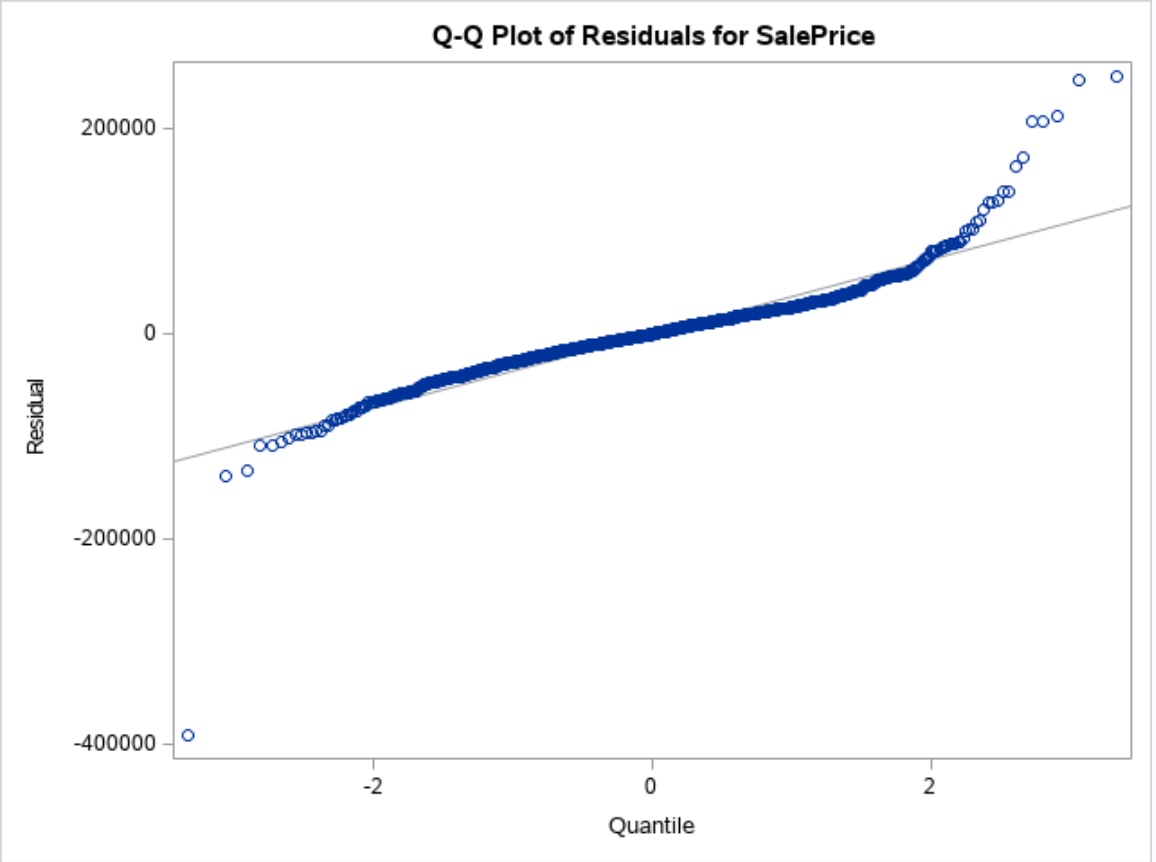 Q-Q Plot of Residuals for SalePrice
200000
0
-200000
-400000
Residual
-2
0
2
Quantile